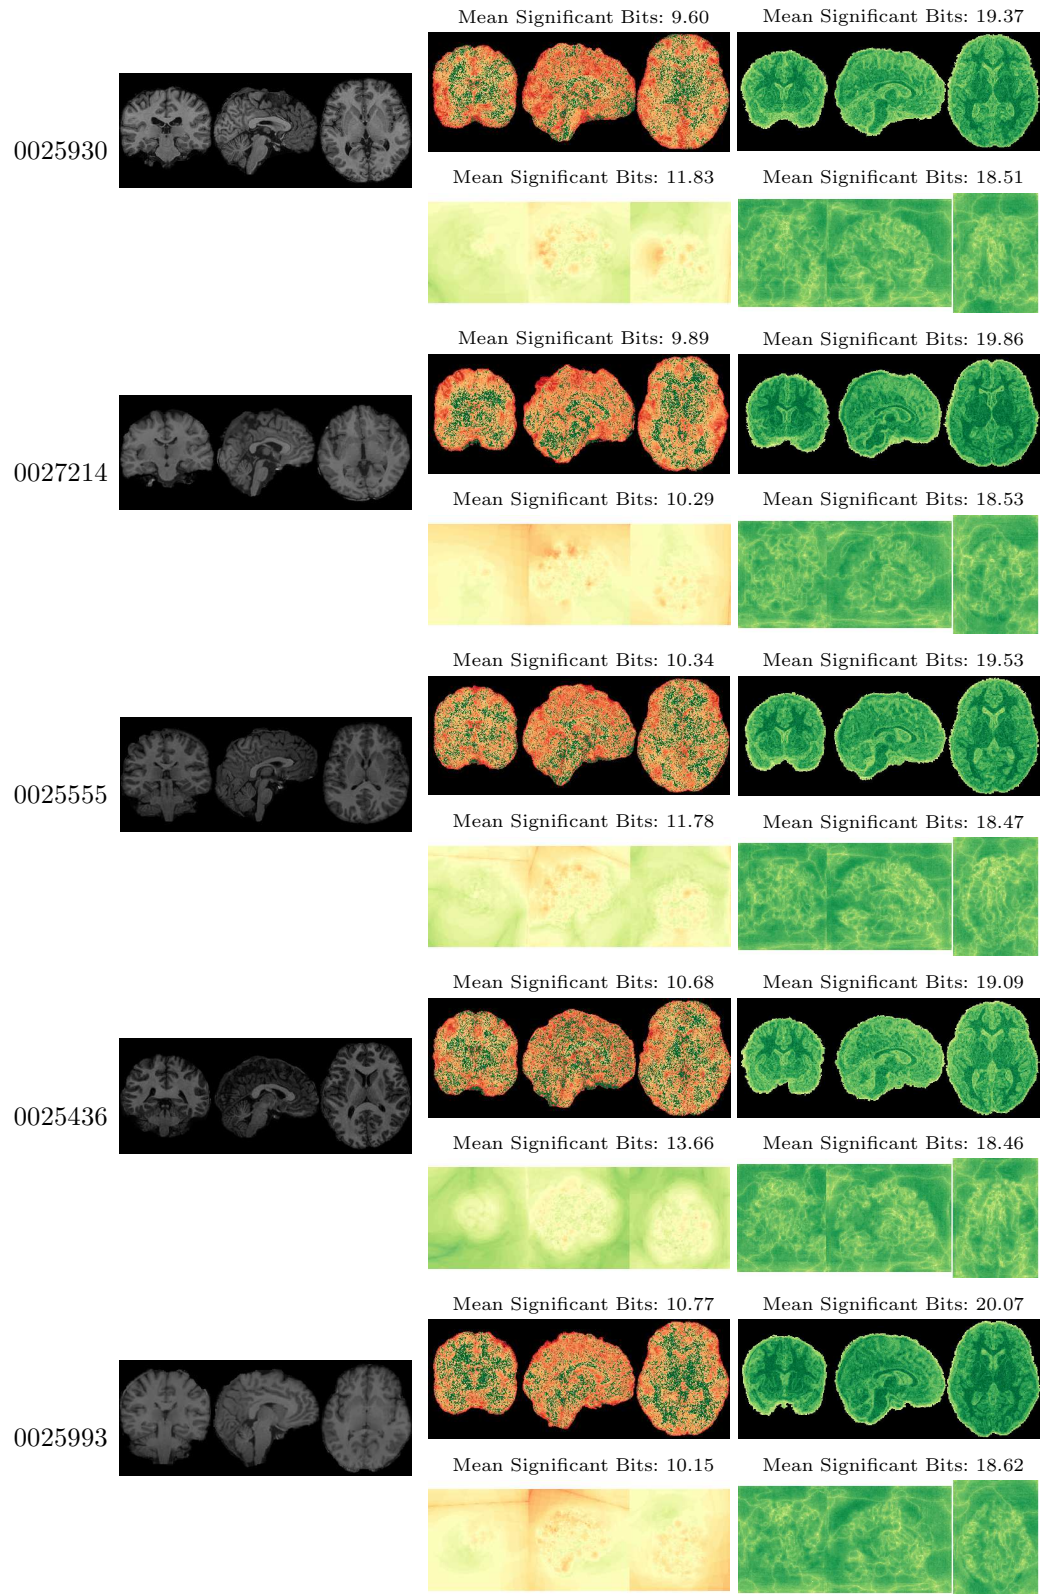 Mean Significant Bits: 9.60
Mean Significant Bits: 19.37
0025930
Mean Significant Bits: 11.83
Mean Significant Bits: 18.51
Mean Significant Bits: 9.89
Mean Significant Bits: 19.86
0027214
Mean Significant Bits: 10.29
Mean Significant Bits: 18.53
Mean Significant Bits: 10.34
Mean Significant Bits: 19.53
0025555
Mean Significant Bits: 11.78
Mean Significant Bits: 18.47
Mean Significant Bits: 10.68
Mean Significant Bits: 19.09
0025436
Mean Significant Bits: 13.66
Mean Significant Bits: 18.46
Mean Significant Bits: 10.77
Mean Significant Bits: 20.07
0025993
Mean Significant Bits: 10.15
Mean Significant Bits: 18.62